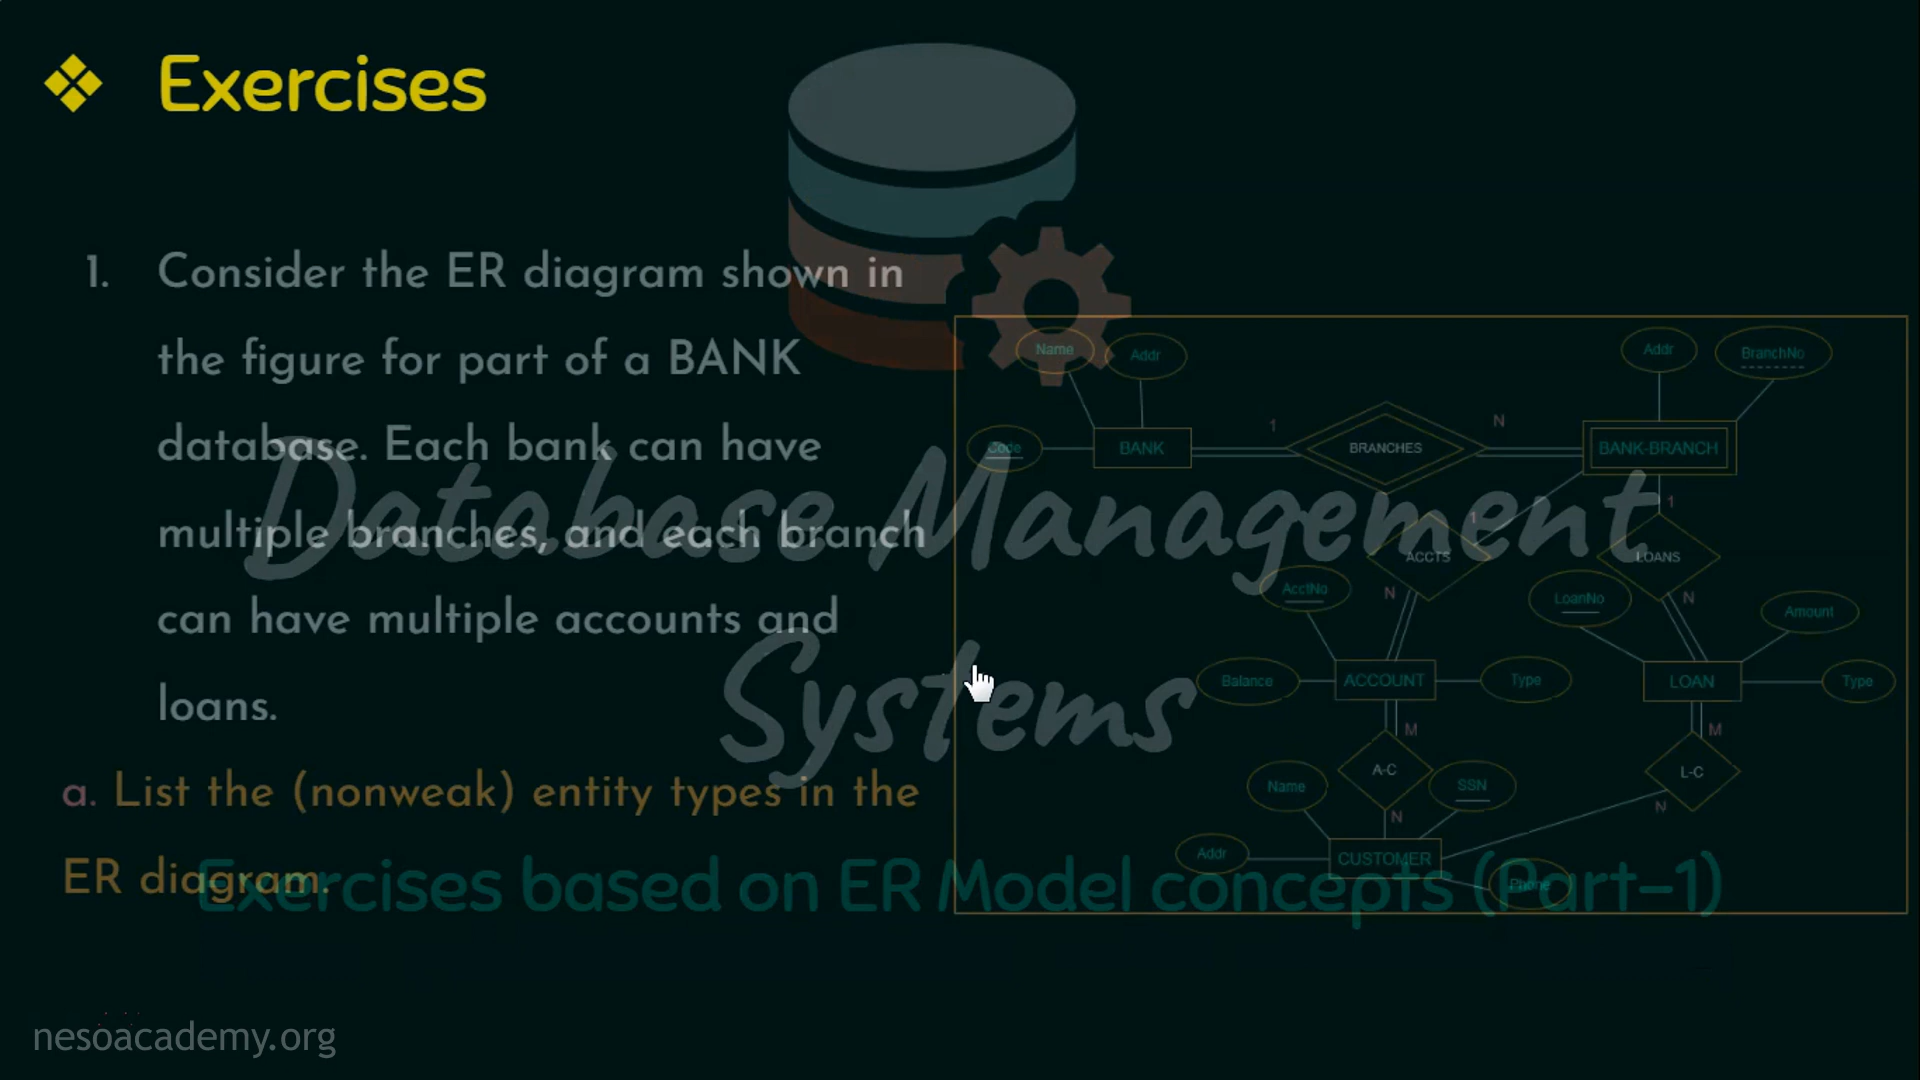 Exercises
1. Consider the ER diagram shown in
the figure for part of a BANK
database. Each bank can have
multiple branches, and each branch
can have multiple accounts and
loans.
a. List the (nonweak) entity types in the
ER diagram.
Database Management
Systems
Exercises based on ER Model concepts (Part-1)
Name
Addr
Addr
BranchNo
1
N
Code
BANK
BRANCHES
BANK-BRANCH
1
1
ACCTS
LOANS
AcctNo
N
LoanNo
N
Amount
Balance
ACCOUNT
Type
LOAN
Type
M
M
A-C
L-C
Name
SSN
N
N
Addr
CUSTOMER
Phone
nesoacademy.org